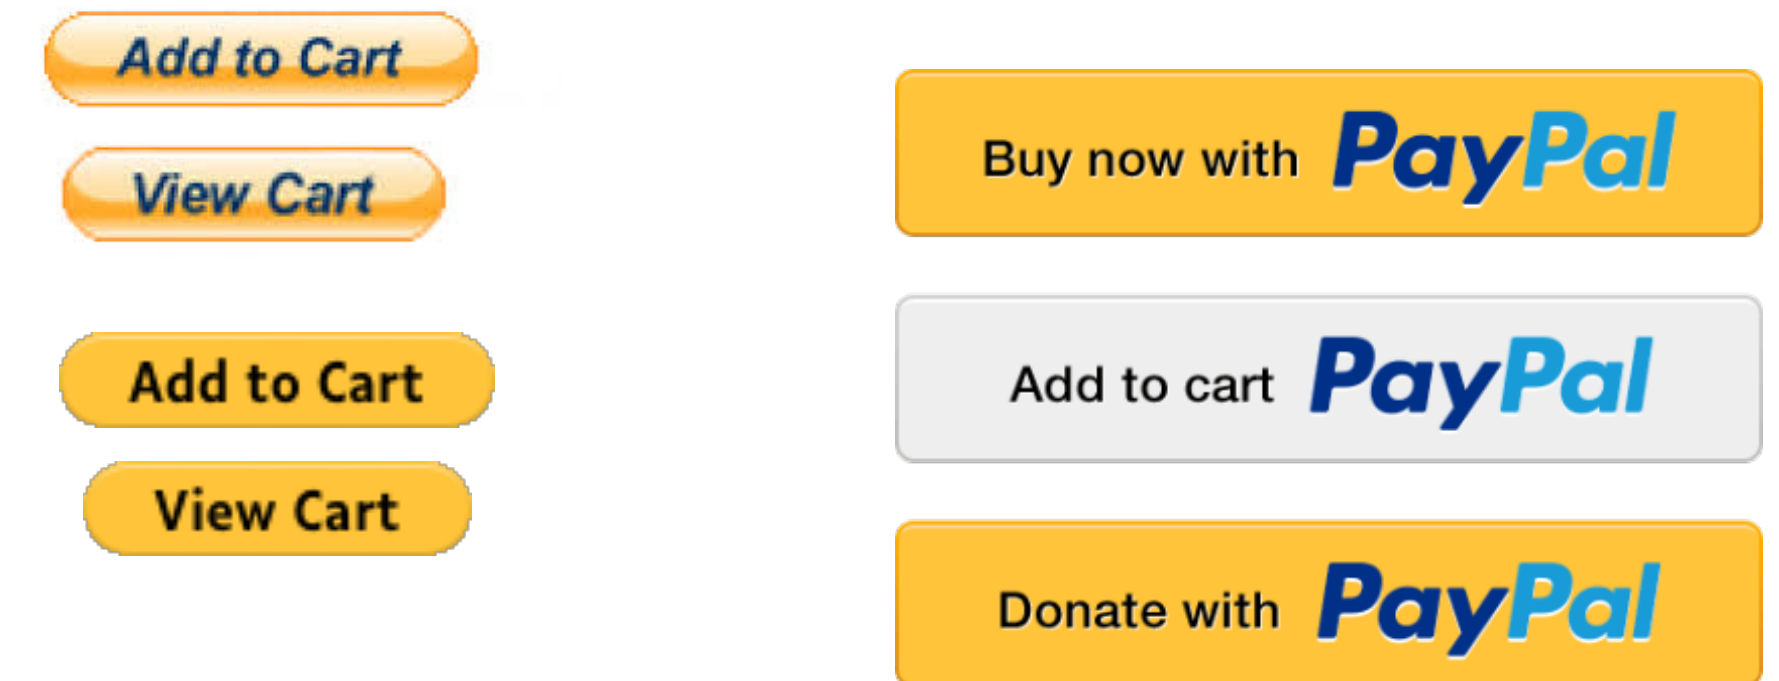 Add to Cart
View Cart
Add to Cart
View Cart
Buy now with PayPal
Add to cart PayPal
Donate with PayPal